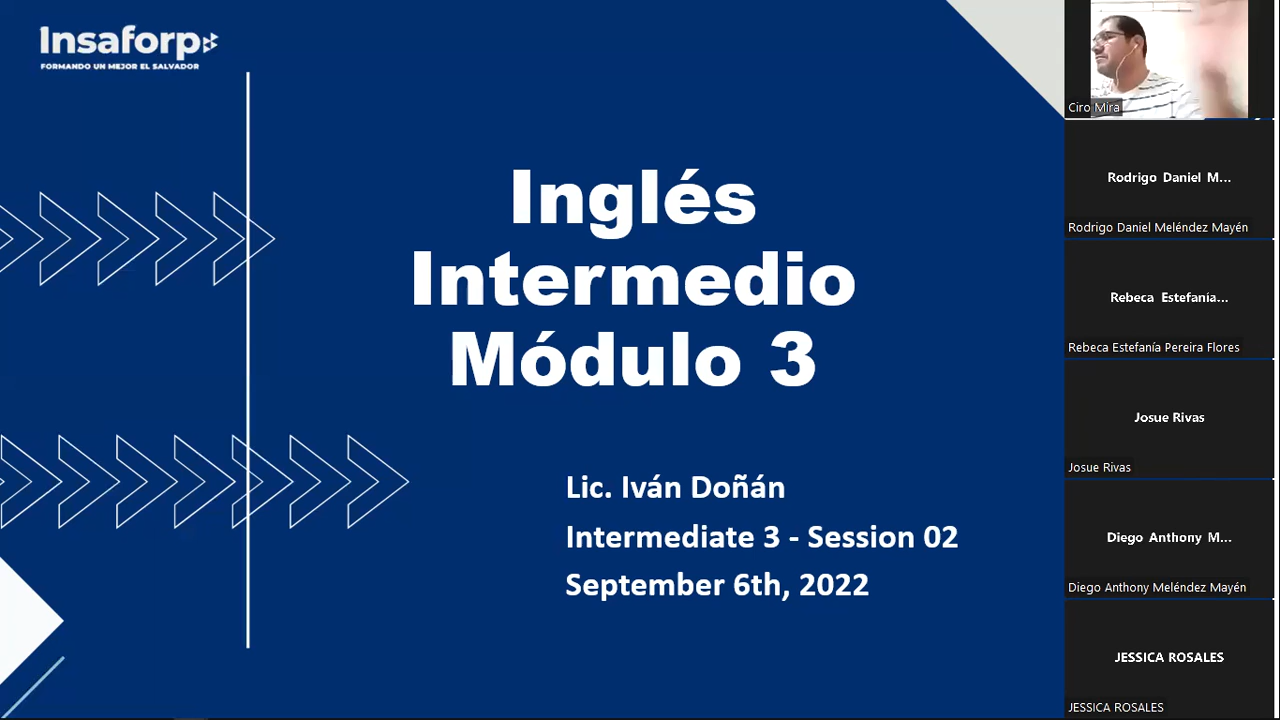 Insaforp
FORMANDO UN MEJOR EL SALVADOR
Inglés
Intermedio
Módulo 3
Lic. Iván Doñán
Intermediate 3 - Session 02
September 6th, 2022
Ciro Mira
Rodrigo Daniel M...
Rodrigo Daniel Meléndez Mayén
Rebeca Estefanía...
Rebeca Estefanía Pereira Flores
Josue Rivas
Josue Rivas
Diego Anthony M...
Diego Anthony Meléndez Mayén
JESSICA ROSALES
JESSICA ROSALES